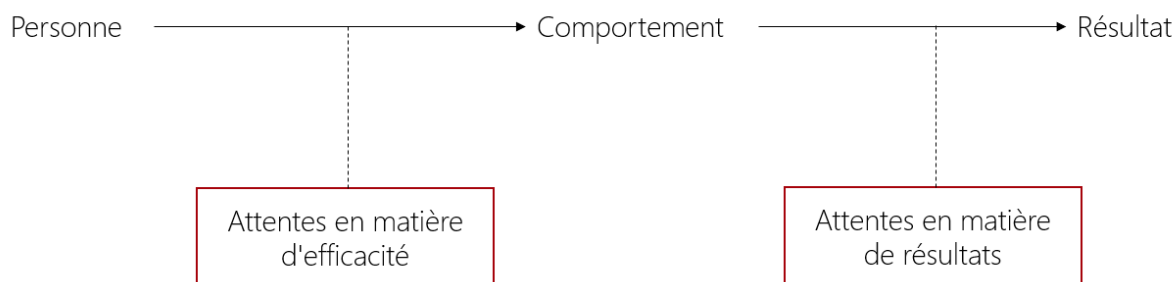 Personne
Comportement
Résultat
Attentes en matière
d'efficacité
Attentes en matière
de résultats